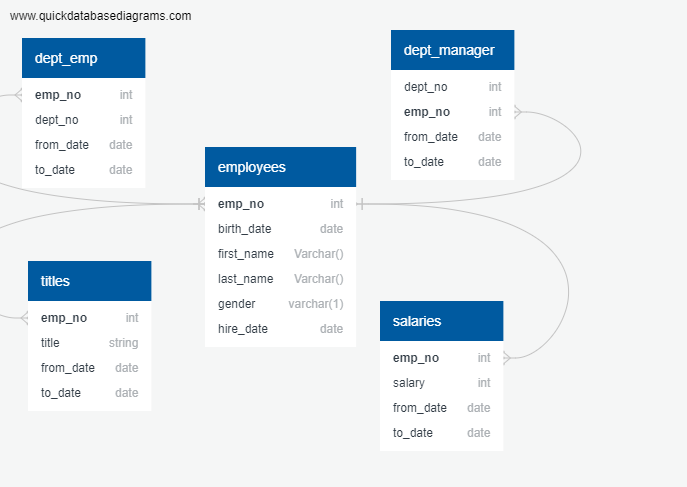 www.quickdatabasediagrams.com
dept_emp
emp_no int
dept_no int
from_date date
to_date date
dept_manager
dept_no int
emp_no int
from_date date
to_date date
employees
emp_no int
birth_date date
first_name Varchar()
last_name Varchar()
gender varchar(1)
hire_date date
titles
emp_no int
title string
from_date date
to_date date
salaries
emp_no int
salary int
from_date date
to_date date